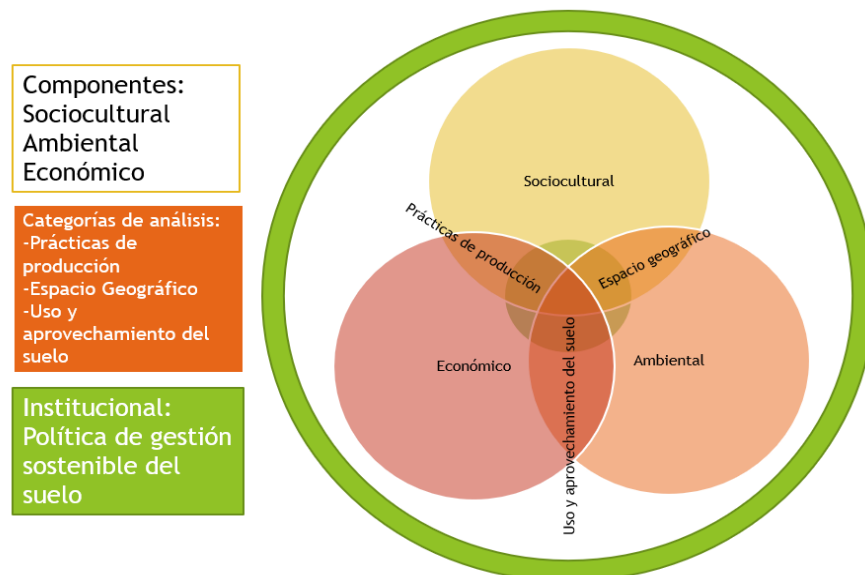 Componentes:
Sociocultural
Ambiental
Económico
Categorías de análisis:
-Prácticas de
producción
-Espacio Geográfico
-Uso y
aprovechamiento del
suelo
Institucional:
Política de gestión
sostenible del
suelo
Sociocultural
Prácticas de producción
Espacio geográfico
Económico
Uso y aprovechamiento del suelo
Ambiental